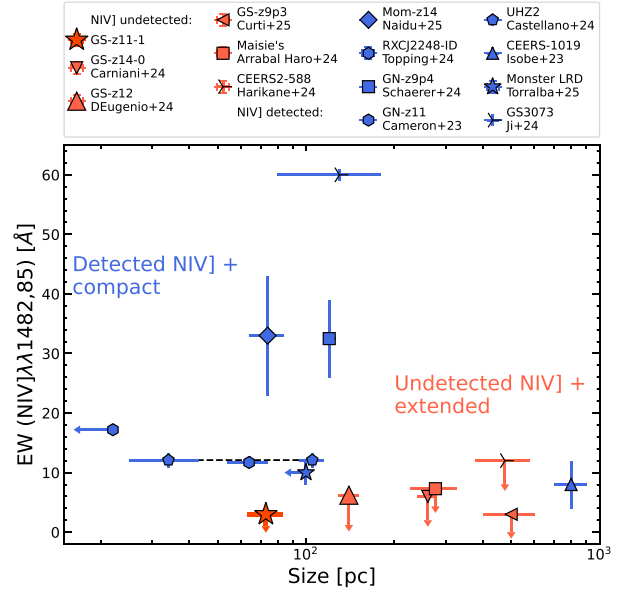 NIV] undetected:
GS-z11-1
GS-z14-0
Carniani+24
GS-z12
DEugenio+24
GS-z9p3
Curti+25
Maisie's
Arrabal Haro+24
CEERS2-588
Harikane+24
NIV] detected:
Mom-z14
Naidu+25
RXCJ2248-ID
Topping+24
GN-z9p4
Schaerer+24
GN-z11
Cameron+23
UHZ2
Castellano+24
CEERS-1019
Isobe+23
Monster LRD
Torralba+25
GS3073
Ji+24
EW (NIV]λλ1482,85) [Å]
60
50
40
30
20
10
0
Detected NIV] +
compact
Undetected NIV] +
extended
10²
10³
Size [pc]